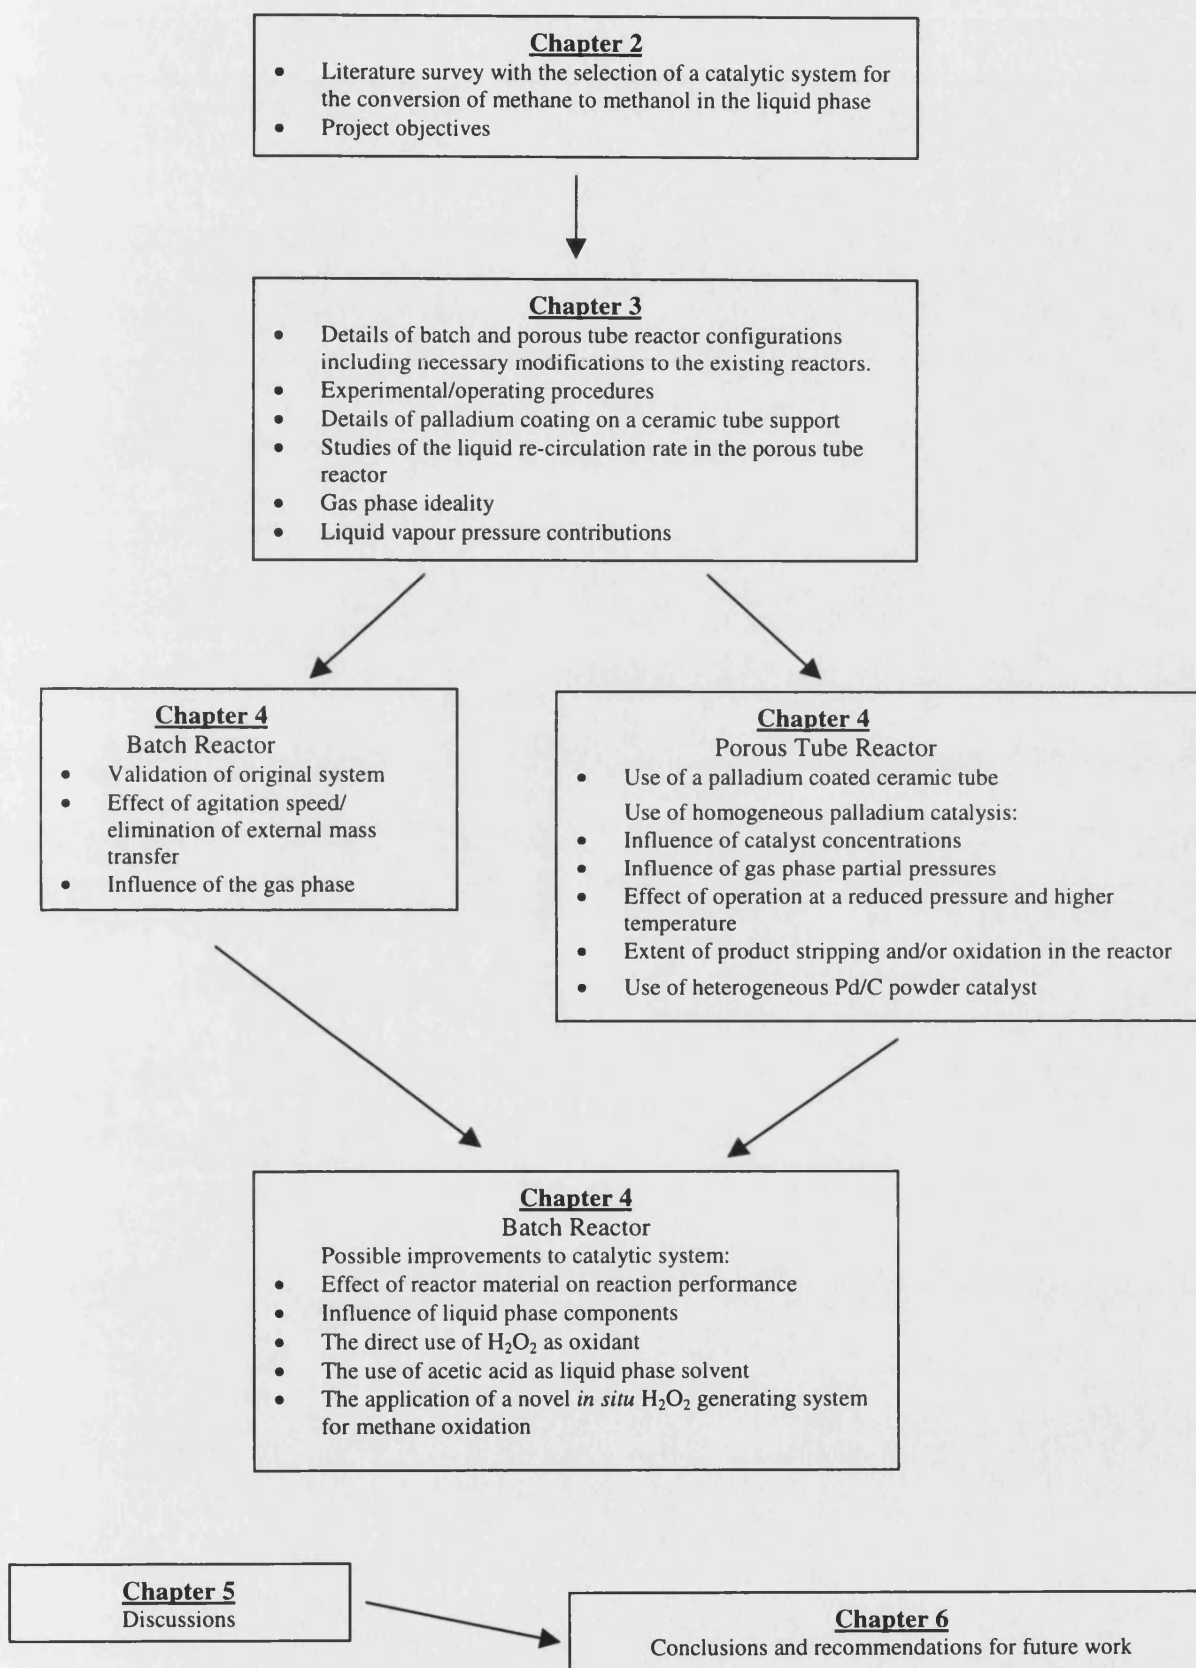 Chapter 2
• Literature survey with the selection of a catalytic system for
the conversion of methane to methanol in the liquid phase
• Project objectives
Chapter 3
• Details of batch and porous tube reactor configurations
including necessary modifications to the existing reactors.
• Experimental/operating procedures
• Details of palladium coating on a ceramic tube support
• Studies of the liquid re-circulation rate in the porous tube
reactor
• Gas phase ideality
• Liquid vapour pressure contributions
Chapter 4
Batch Reactor
• Validation of original system
• Effect of agitation speed/
elimination of external mass
transfer
• Influence of the gas phase
Chapter 4
Porous Tube Reactor
• Use of a palladium coated ceramic tube
Use of homogeneous palladium catalysis:
• Influence of catalyst concentrations
• Influence of gas phase partial pressures
• Effect of operation at a reduced pressure and higher
temperature
• Extent of product stripping and/or oxidation in the reactor
• Use of heterogeneous Pd/C powder catalyst
Chapter 4
Batch Reactor
Possible improvements to catalytic system:
• Effect of reactor material on reaction performance
• Influence of liquid phase components
• The direct use of H₂O₂ as oxidant
• The use of acetic acid as liquid phase solvent
• The application of a novel in situ H₂O₂ generating system
for methane oxidation
Chapter 5
Discussions
Chapter 6
Conclusions and recommendations for future work